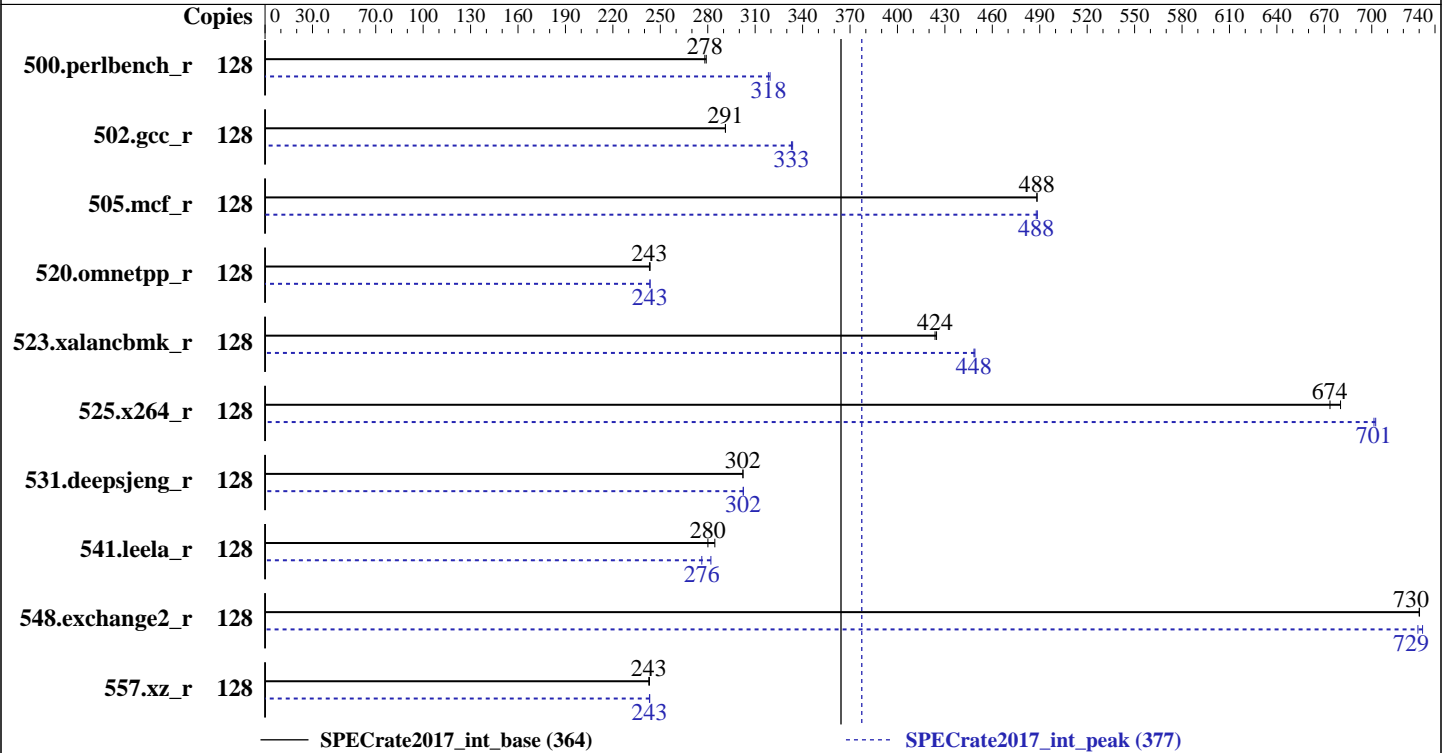 Copies 0 30.0 70.0 100 130 160 190 220 250 280 310 340 370 400 430 460 490 520 550 580 610 640 670 700 740
278
500.perlbench_r 128
318
291
502.gcc_r 128
333
488
505.mcf_r 128
488
243
520.omnetpp_r 128
243
424
523.xalancbmk_r 128
448
674
525.x264_r 128
701
302
531.deepsjeng_r 128
302
280
541.leela_r 128
276
730
548.exchange2_r 128
729
243
557.xz_r 128
243
SPECrate2017_int_base (364) SPECrate2017_int_peak (377)